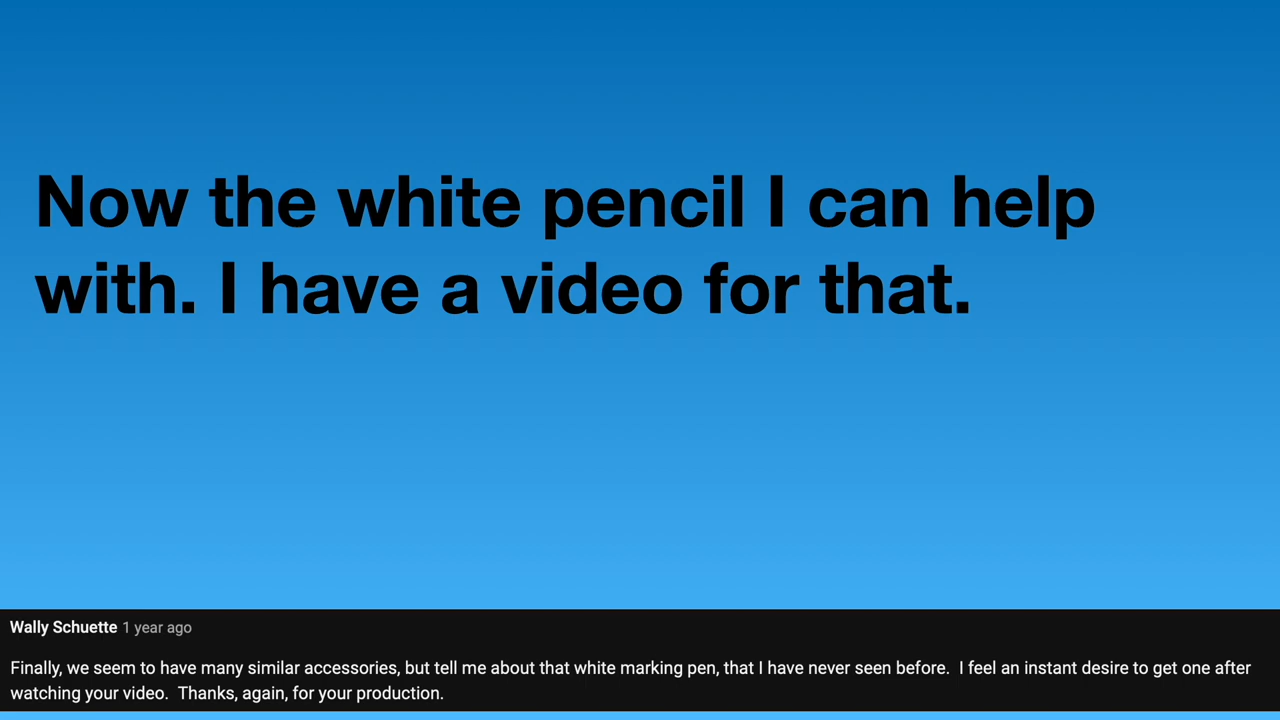 Now the white pencil I can help
with. I have a video for that.
Wally Schuette 1 year ago
Finally, we seem to have many similar accessories, but tell me about that white marking pen, that I have never seen before.  I feel an instant desire to get one after
watching your video.  Thanks, again, for your production.